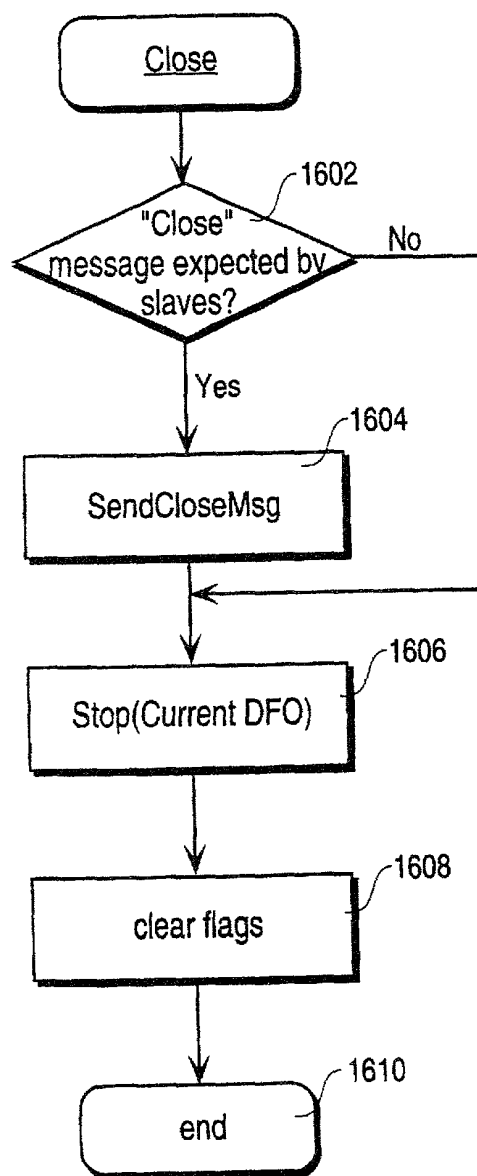 Close
1602
"Close"
message expected by
slaves?
No
Yes
1604
SendCloseMsg
1606
Stop(Current DFO)
1608
clear flags
1610
end